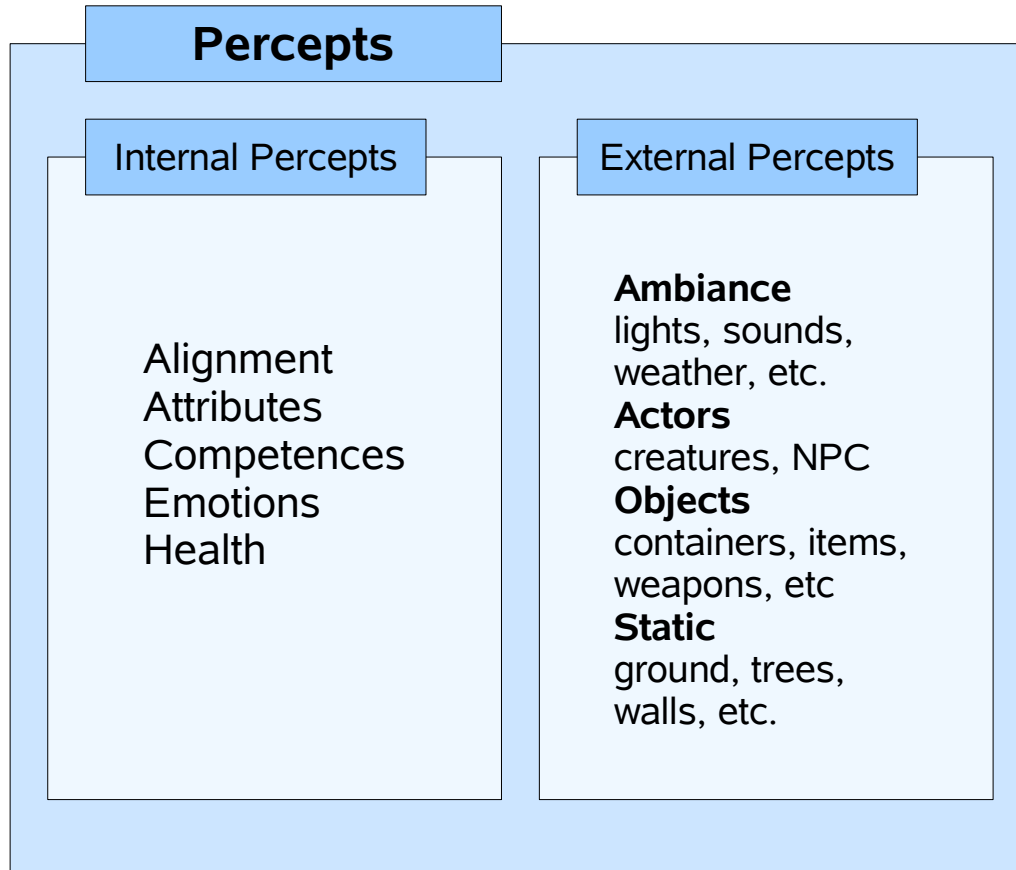 Percepts
Internal Percepts
Alignment
Attributes
Competences
Emotions
Health
External Percepts
Ambiance
lights, sounds,
weather, etc.
Actors
creatures, NPC
Objects
containers, items,
weapons, etc
Static
ground, trees,
walls, etc.